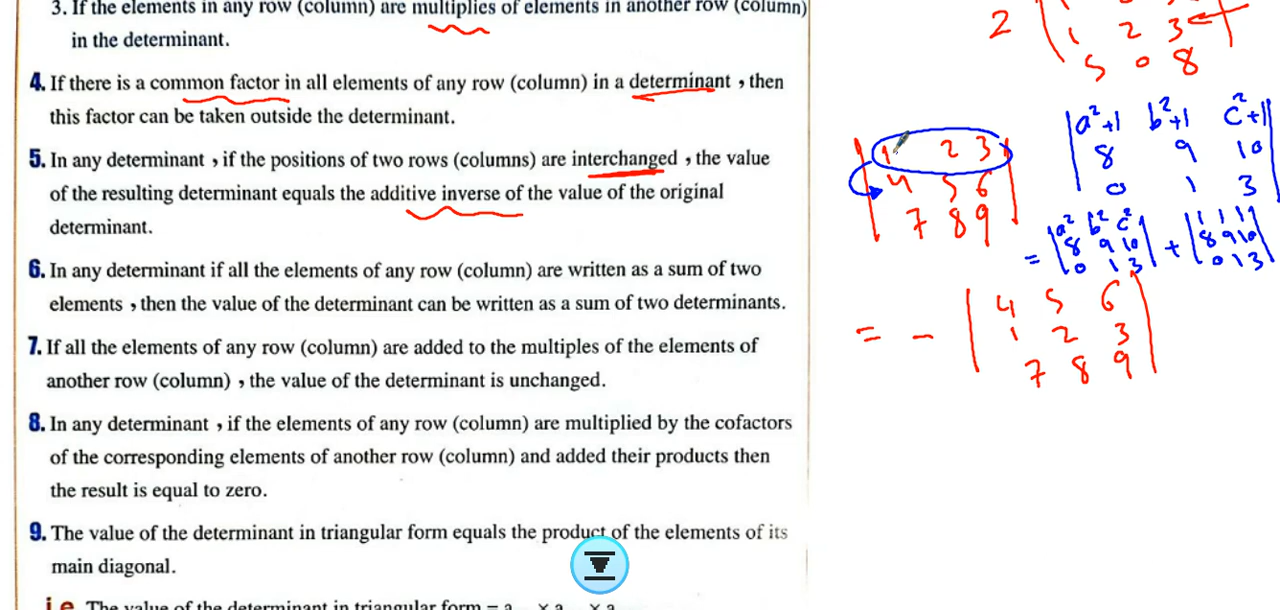 3. If the elements in any row (column) are multiplies of elements in another row (column)
in the determinant.
4. If there is a common factor in all elements of any row (column) in a determinant , then
this factor can be taken outside the determinant.
5. In any determinant , if the positions of two rows (columns) are interchanged , the value
of the resulting determinant equals the additive inverse of the value of the original
determinant.
6. In any determinant if all the elements of any row (column) are written as a sum of two
elements , then the value of the determinant can be written as a sum of two determinants.
7. If all the elements of any row (column) are added to the multiples of the elements of
another row (column) , the value of the determinant is unchanged.
8. In any determinant , if the elements of any row (column) are multiplied by the cofactors
of the corresponding elements of another row (column) and added their products then
the result is equal to zero.
9. The value of the determinant in triangular form equals the product of the elements of its
main diagonal.
i.e. The value of the determinant in triangular form = a × a × a
2
1 2 3
5 0 8
a²+1 b²+1 c²+1
8 9 10
0 1 3
1 2 3
4 5 6
7 8 9
= |a² b² c²| + |1 1 1|
8 9 10 8 9 10
0 1 3 0 1 3
= - |4 5 6|
1 2 3
7 8 9